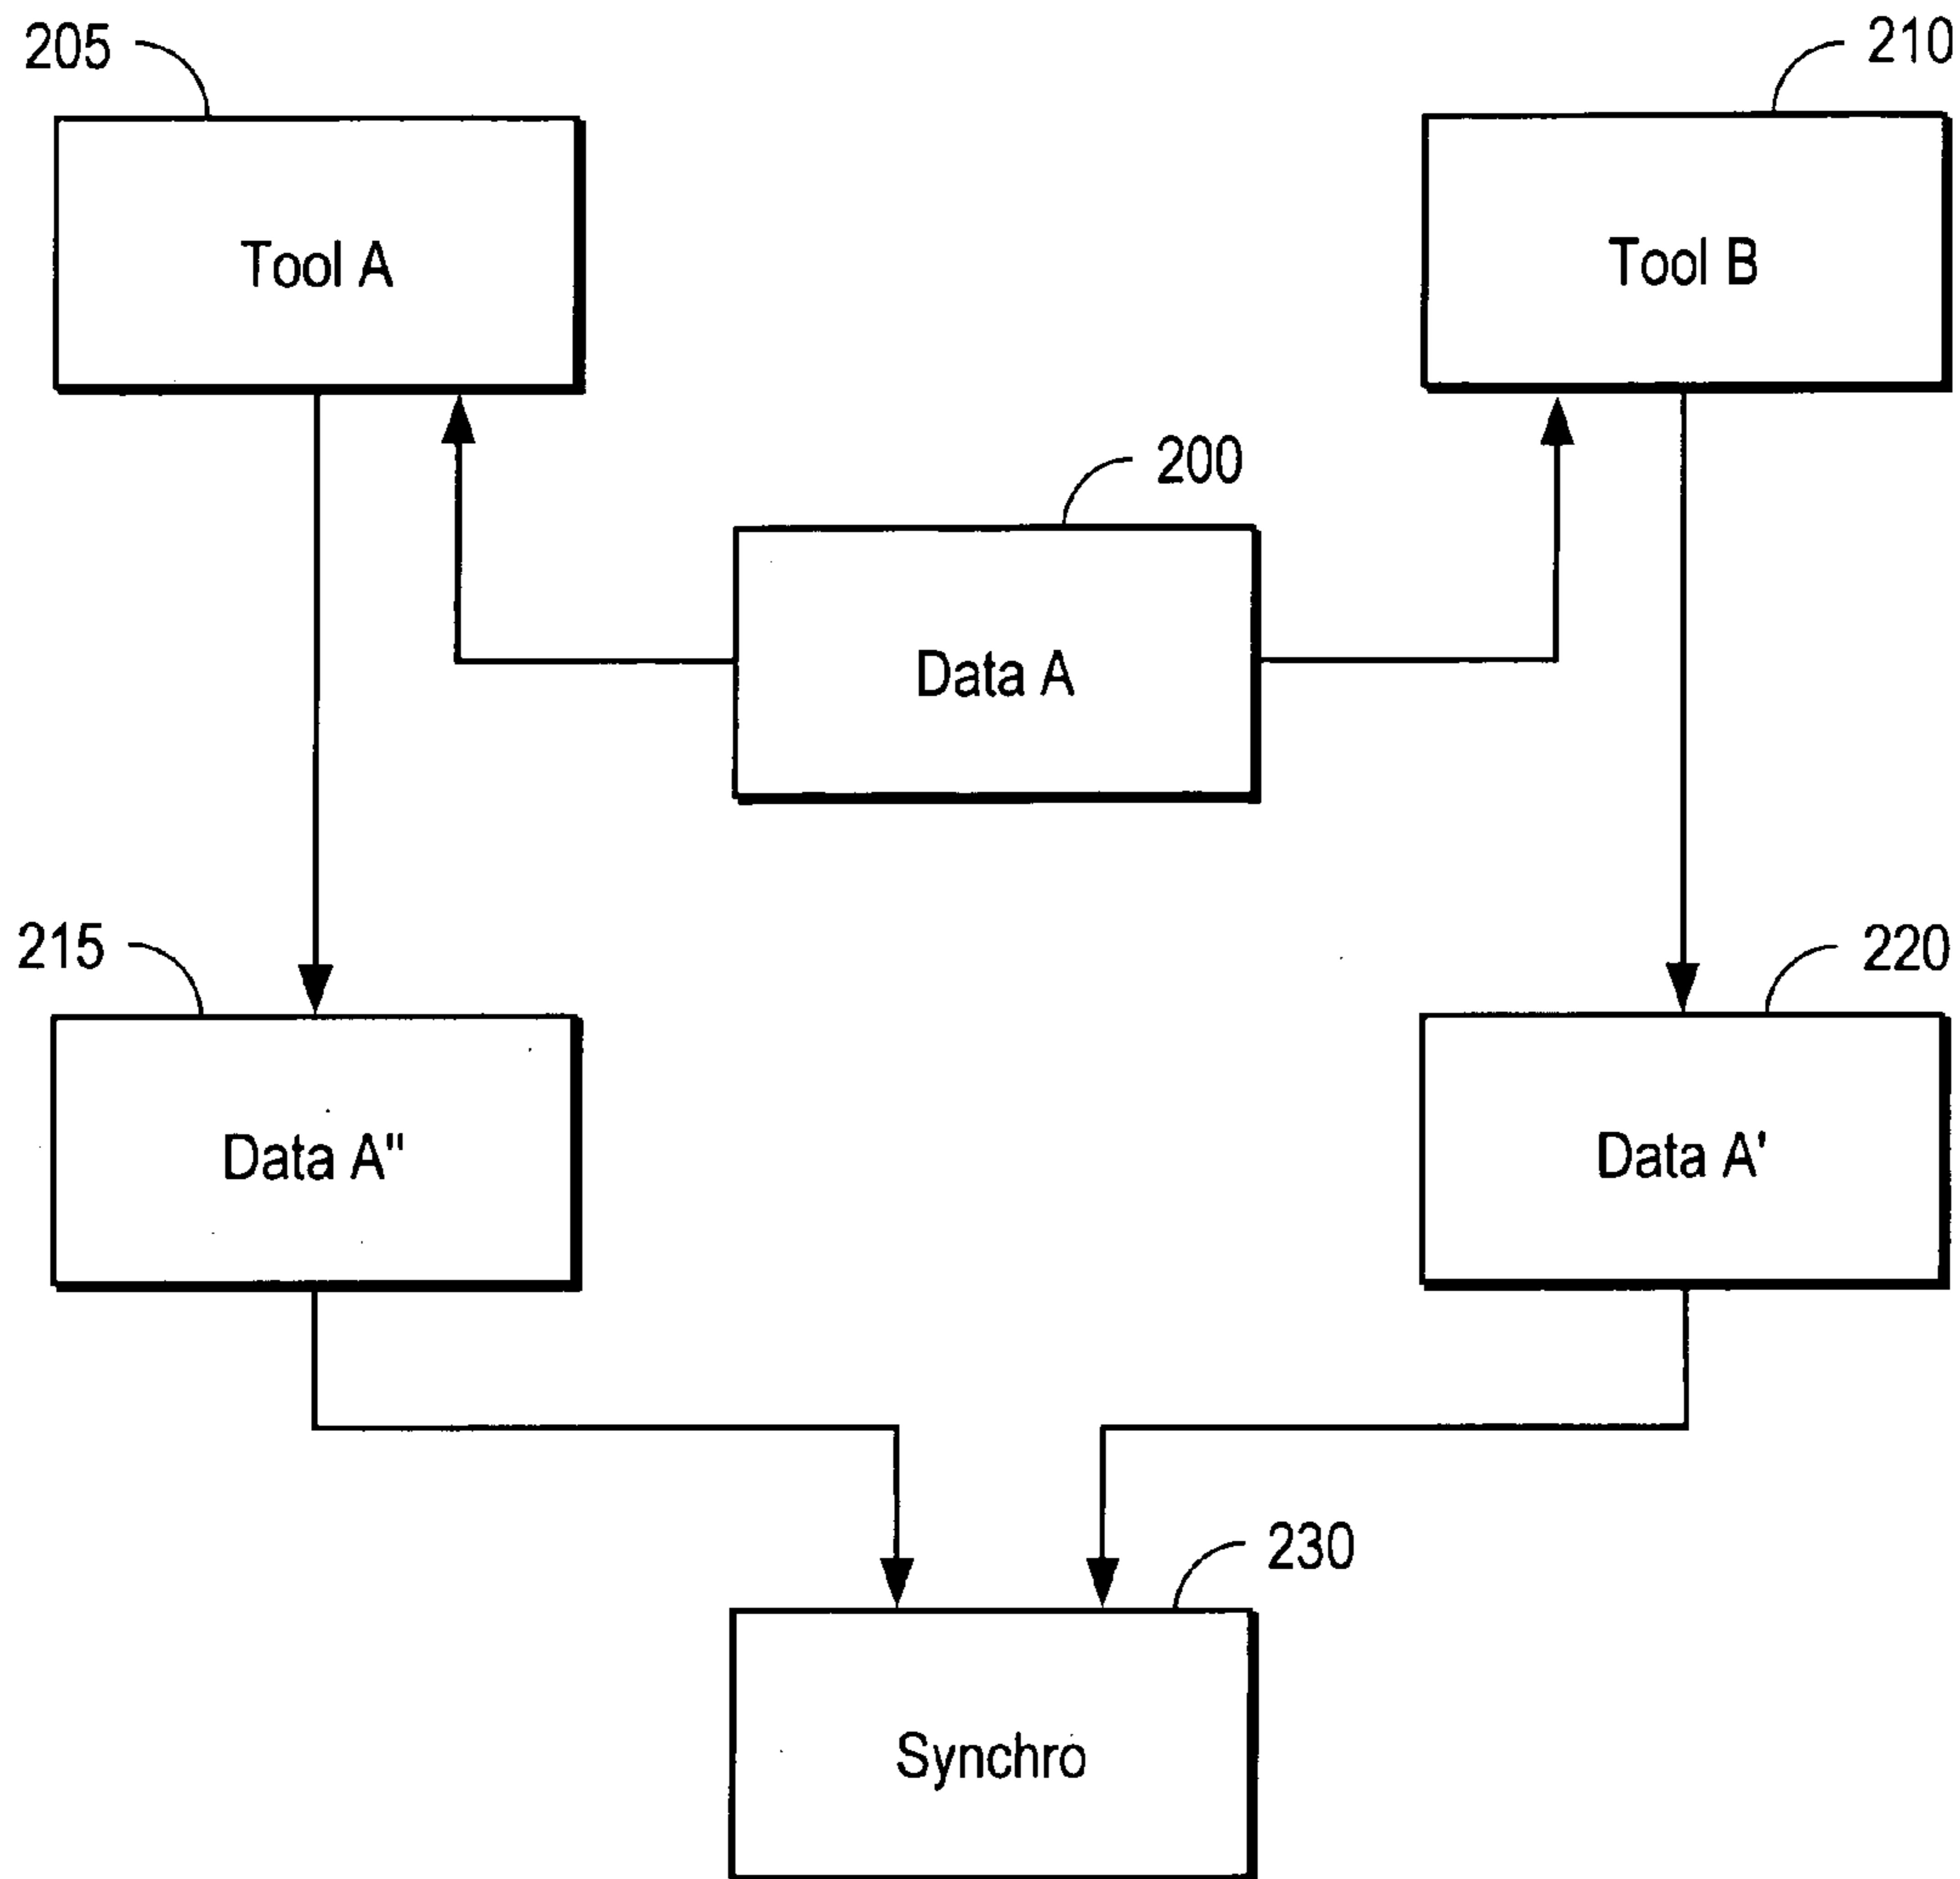 205
210
Tool A
Tool B
200
Data A
215
220
Data A"
Data A'
230
Synchro